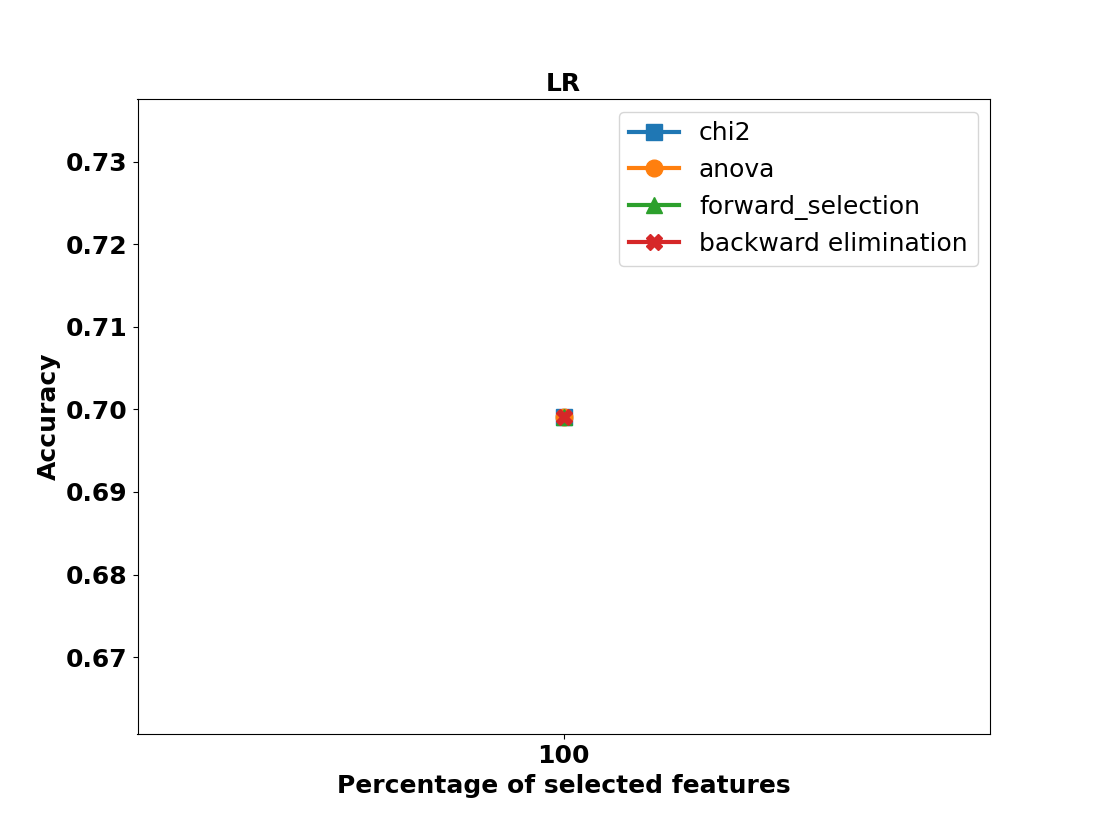 LR
chi2
anova
forward_selection
backward elimination
0.73
0.72
0.71
0.70
0.69
0.68
0.67
Accuracy
100
Percentage of selected features